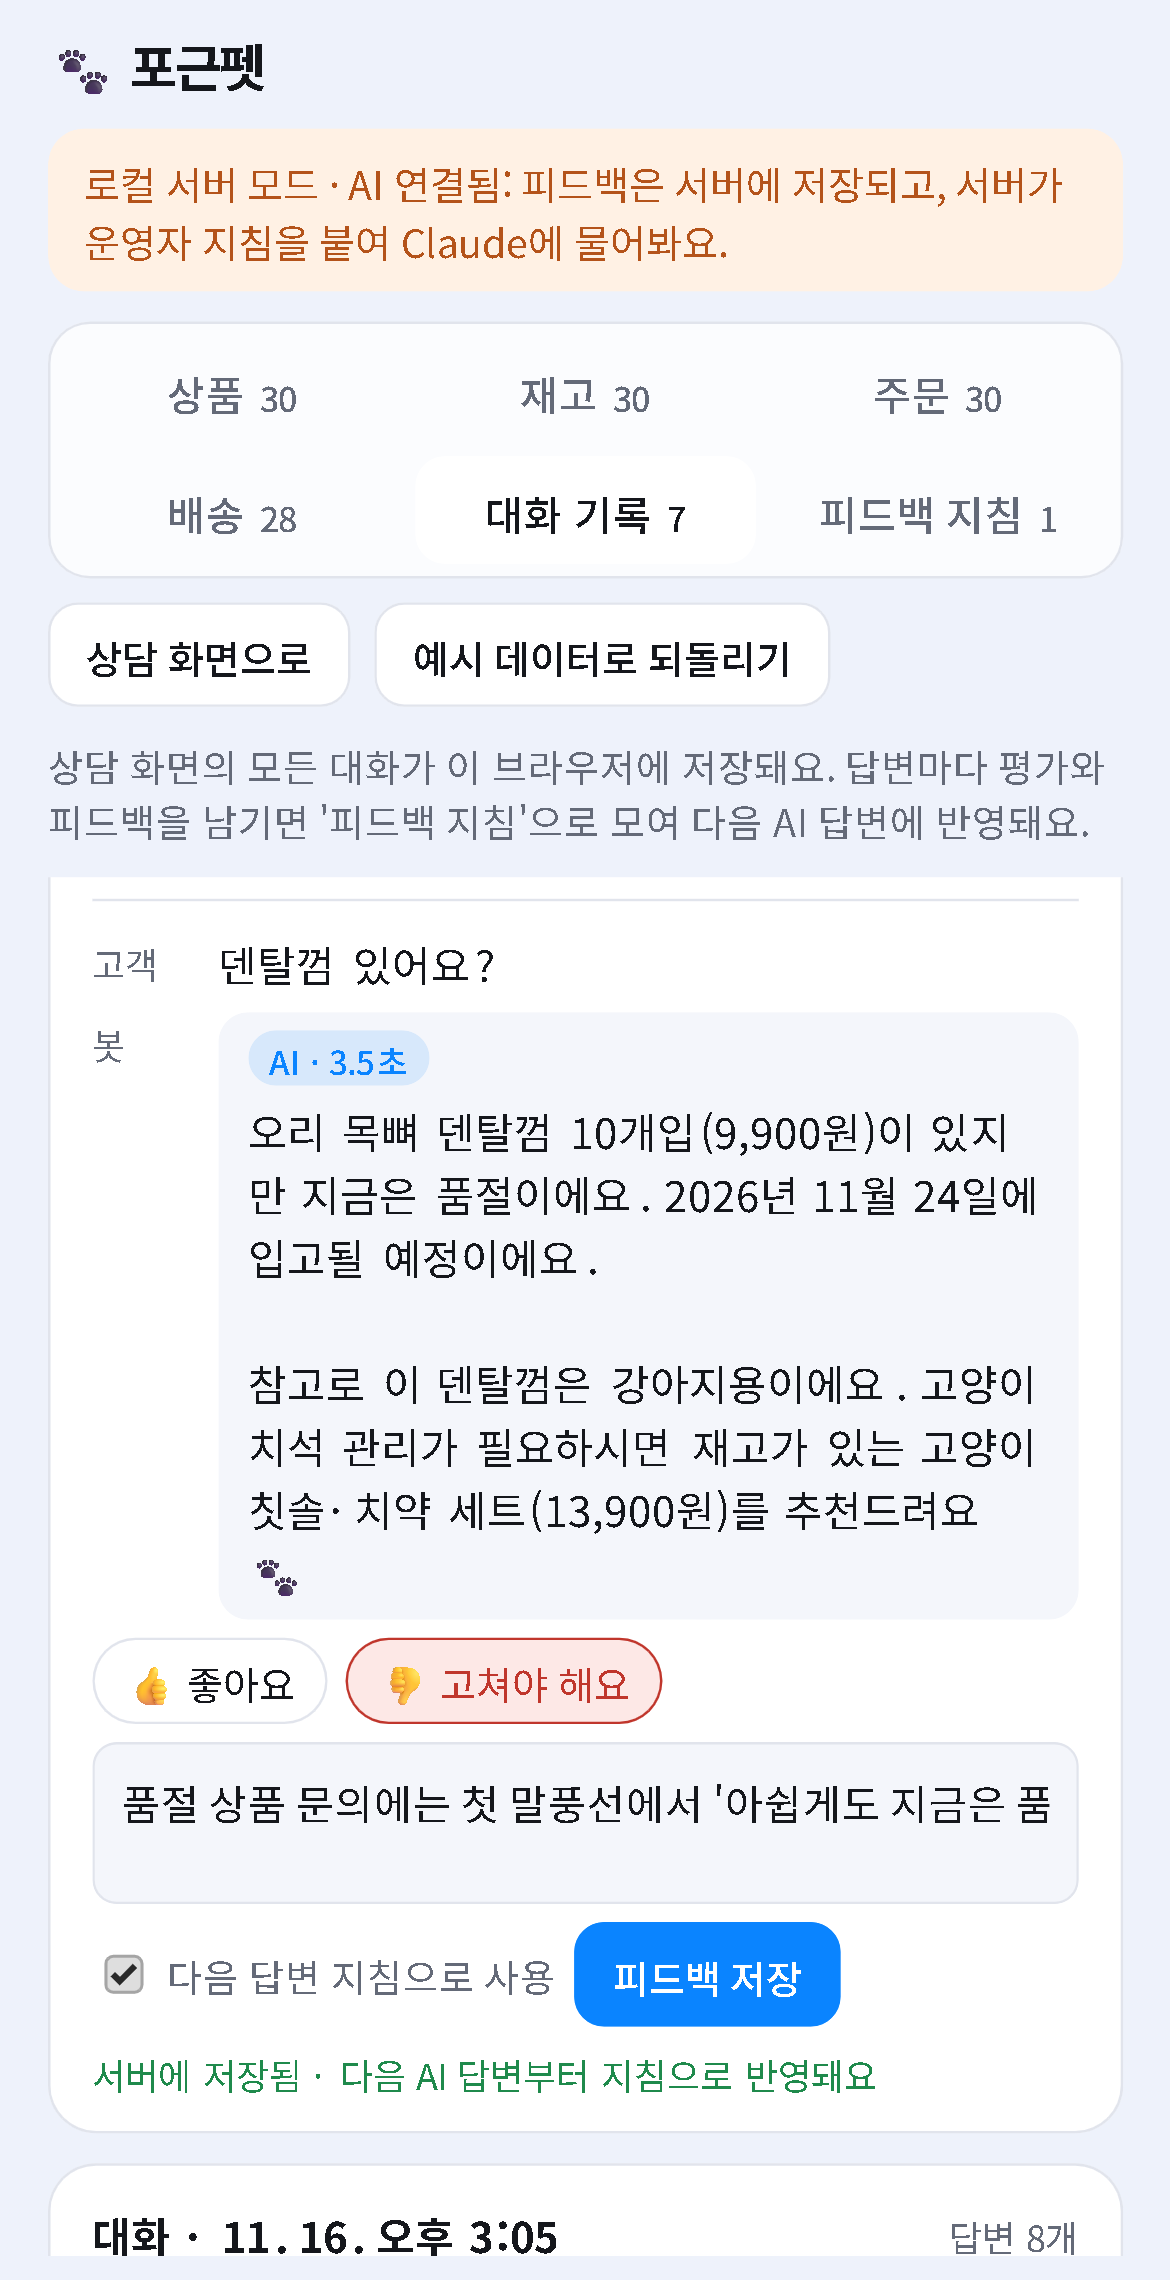 포근펫
로컬 서버 모드 · AI 연결됨: 피드백은 서버에 저장되고, 서버가
운영자 지침을 붙여 Claude에 물어봐요.
상품 30
재고 30
주문 30
배송 28
대화 기록 7
피드백 지침 1
상담 화면으로
예시 데이터로 되돌리기
상담 화면의 모든 대화가 이 브라우저에 저장돼요. 답변마다 평가와
피드백을 남기면 '피드백 지침'으로 모여 다음 AI 답변에 반영돼요.
고객
덴탈껌 있어요?
봇
AI · 3.5초
오리 목뼈 덴탈껌 10개입(9,900원)이 있지
만 지금은 품절이에요. 2026년 11월 24일에
입고될 예정이에요.
참고로 이 덴탈껌은 강아지용이에요. 고양이
치석 관리가 필요하시면 재고가 있는 고양이
칫솔·치약 세트(13,900원)를 추천드려요
좋아요
고쳐야 해요
품절 상품 문의에는 첫 말풍선에서 '아쉽게도 지금은 품
다음 답변 지침으로 사용
피드백 저장
서버에 저장됨 · 다음 AI 답변부터 지침으로 반영돼요
대화 · 11. 16. 오후 3:05
답변 8개